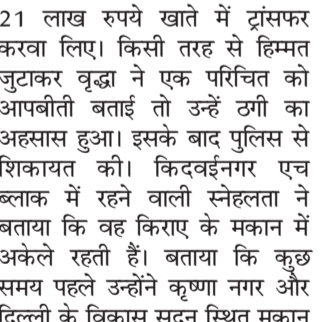 21 लाख रुपये खाते में ट्रांसफर
करवा लिए। किसी तरह से हिम्मत
जुटाकर वृद्धा ने एक परिचित को
आपबीती बताई तो उन्हें ठगी का
अहसास हुआ। इसके बाद पुलिस से
शिकायत की। किदवईनगर एच
ब्लाक में रहने वाली स्नेहलता ने
बताया कि वह किराए के मकान में
अकेले रहती हैं। बताया कि कुछ
समय पहले उन्होंने कृष्णा नगर और
दिल्ली के विकास सदन स्थित मकान